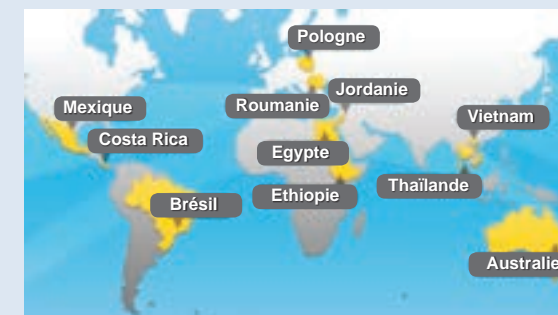 Pologne
Jordanie
Mexique
Roumanie
Vietnam
Costa Rica
Egypte
Thaïlande
Ethiopie
Brésil
Australie